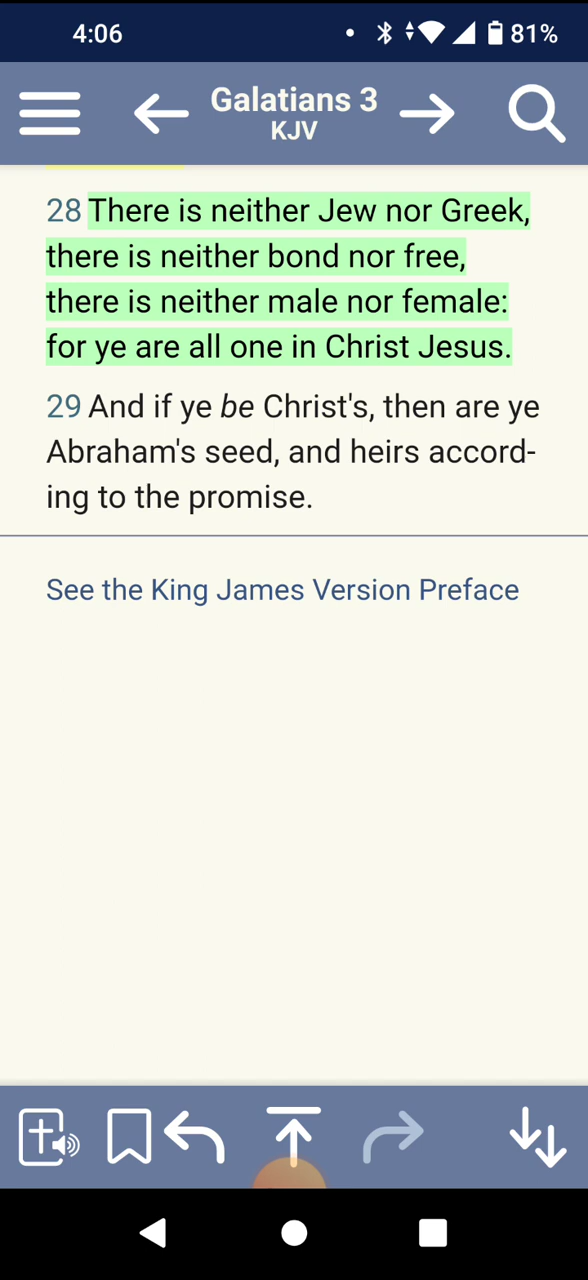 4:06
81%
Galatians 3
KJV
28 There is neither Jew nor Greek,
there is neither bond nor free,
there is neither male nor female:
for ye are all one in Christ Jesus.
29 And if ye be Christ's, then are ye
Abraham's seed, and heirs accord-
ing to the promise.
See the King James Version Preface